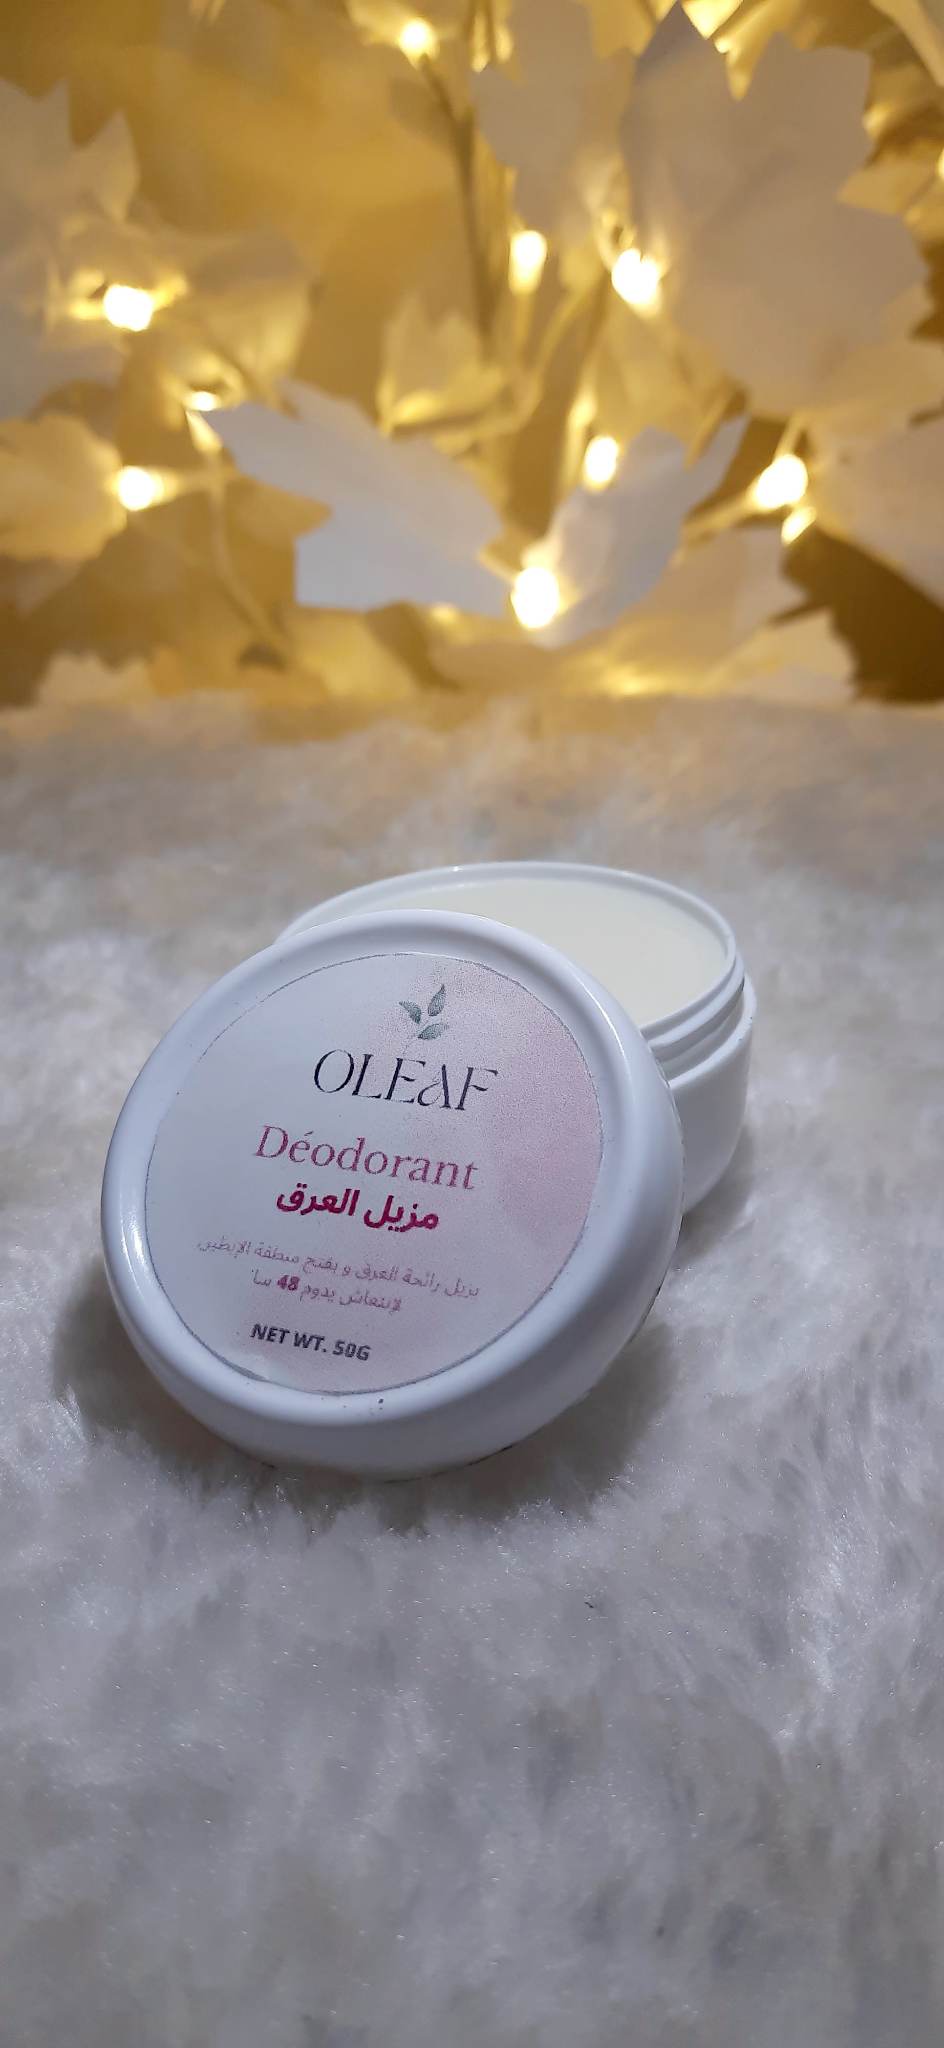 OLEAF
Déodorant
مزيل العرق
يزيل رائحة العرق و يفتح منطقة الإبطين
لإنتعاش يدوم 48 سا
NET WT. 50G